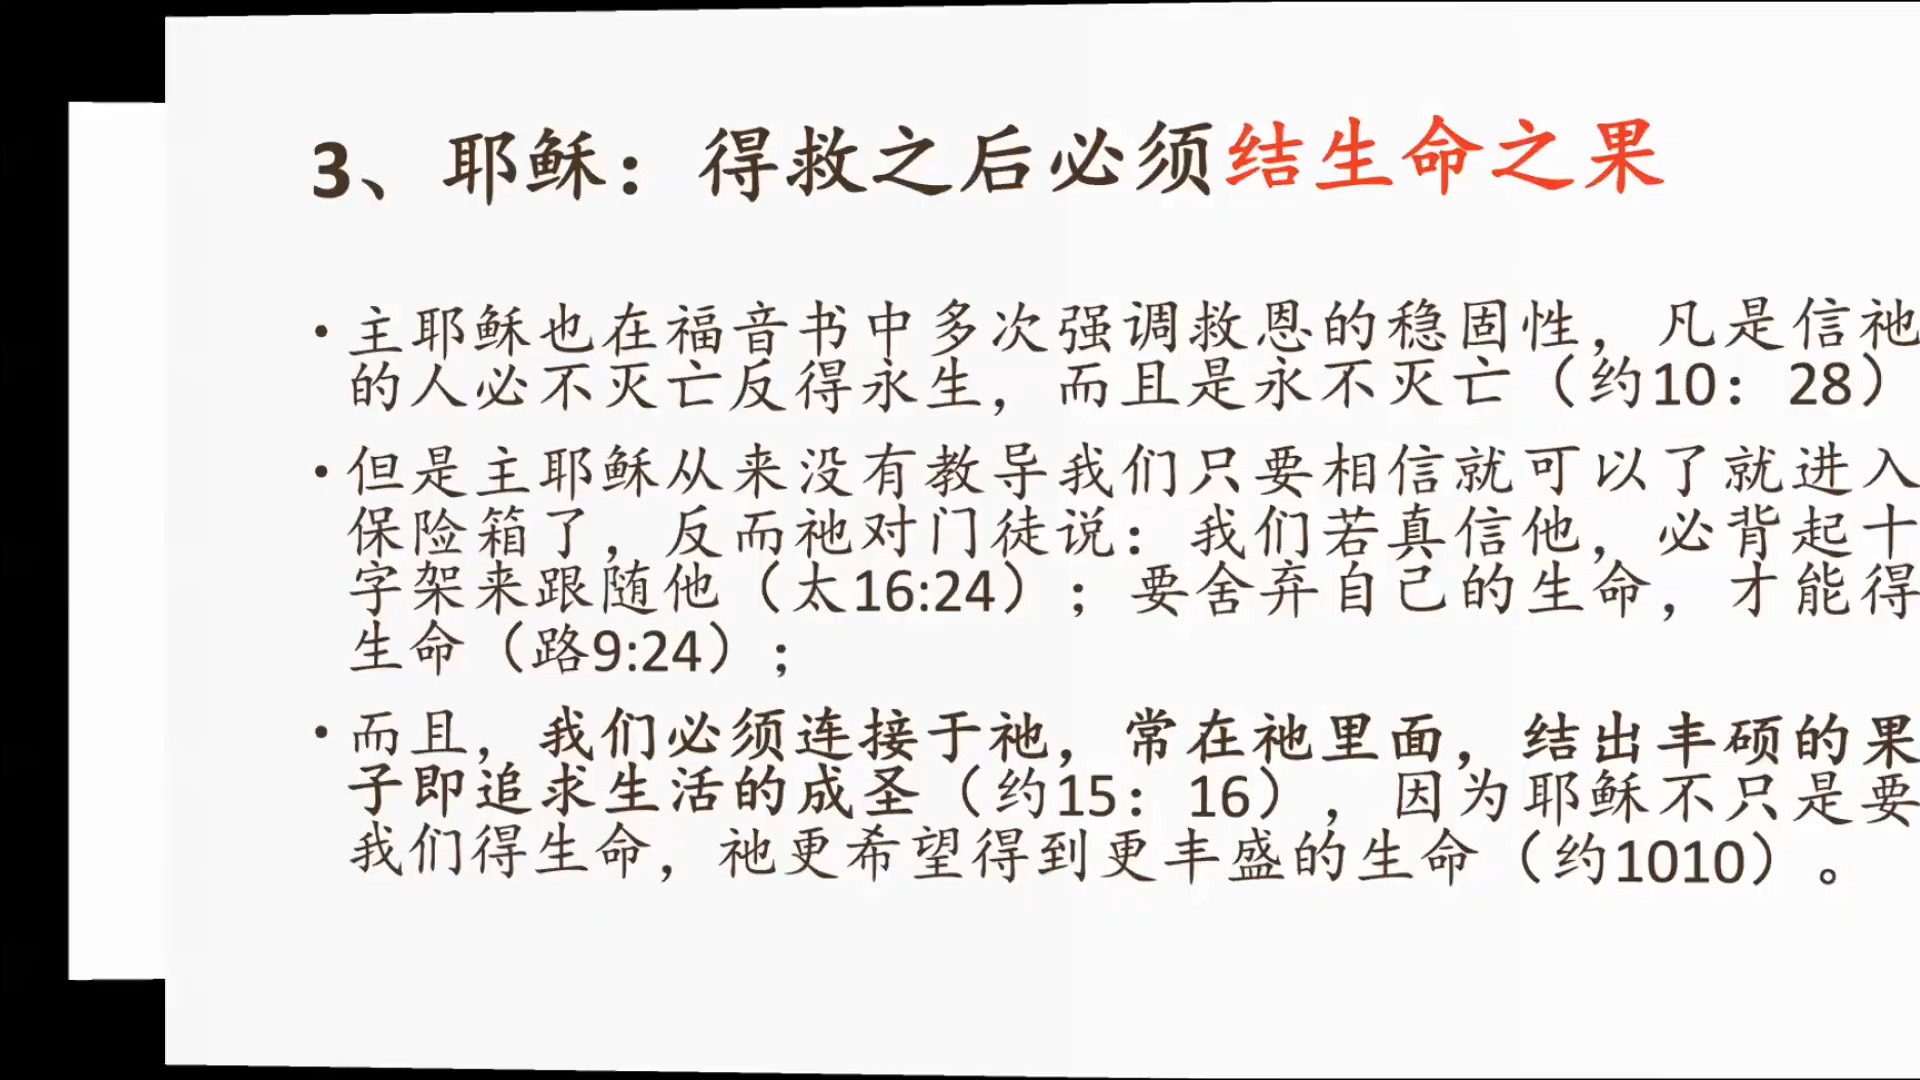 3、耶稣：得救之后必须结生命之果
•主耶稣也在福音书中多次强调救恩的稳固性，凡是信祂
的人必不灭亡反得永生，而且是永不灭亡（约10：28）
•但是主耶稣从来没有教导我们只要相信就可以了就进入
保险箱了，反而祂对门徒说：我们若真信他，必背起十
字架来跟随他（太16:24）；要舍弃自己的生命，才能得
生命（路9:24）；
•而且，我们必须连接于祂，常在祂里面，结出丰硕的果
子即追求生活的成圣（约15：16），因为耶稣不只是要
我们得生命，祂更希望得到更丰盛的生命（约1010）。